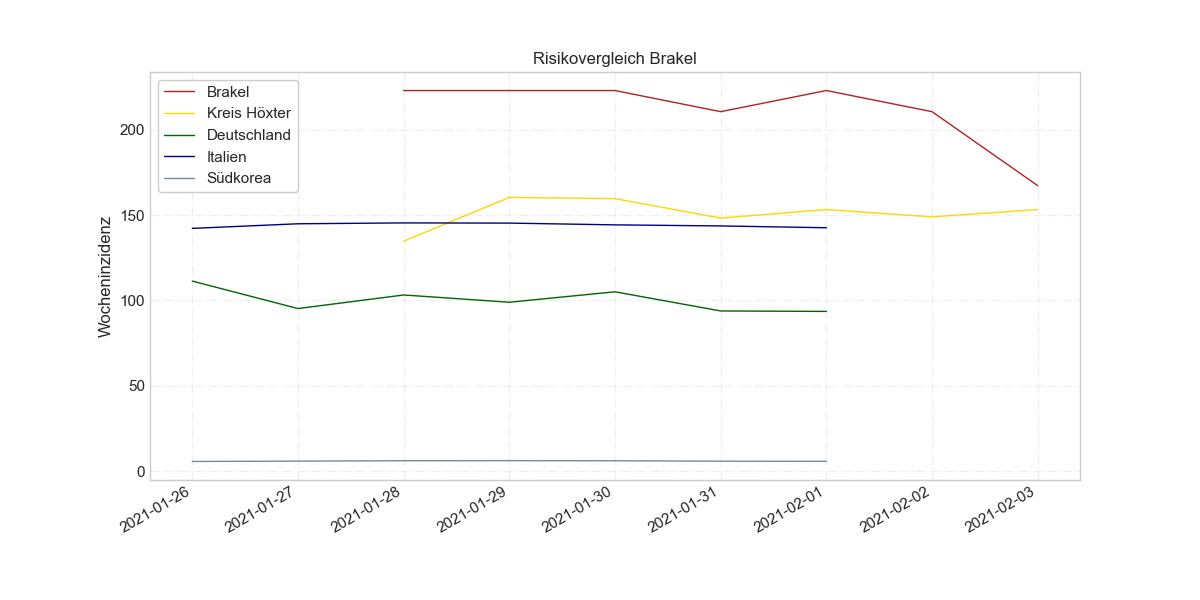 Risikovergleich Brakel
Brakel
Kreis Höxter
Deutschland
Italien
Südkorea
Wocheninzidenz
200
150
100
50
0
2021-01-26
2021-01-27
2021-01-28
2021-01-29
2021-01-30
2021-01-31
2021-02-01
2021-02-02
2021-02-03